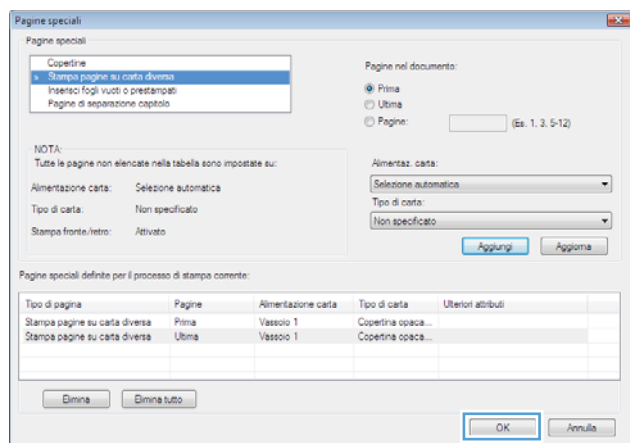 Pagine speciali
Pagine speciali
Copertine
» Stampa pagine su carta diversa
Inserisci fogli vuoti o prestampati
Pagine di separazione capitolo
Pagine nel documento:
Prima
Ultima
Pagine: (Es. 1, 3, 5-12)
NOTA:
Tutte le pagine non elencate nella tabella sono impostate su:
Alimentazione carta: Selezione automatica
Tipo di carta: Non specificato
Stampa fronte/retro: Attivato
Alimentaz. carta:
Selezione automatica
Tipo di carta:
Non specificato
Aggiungi Aggiorna
Pagine speciali definite per il processo di stampa corrente:
Tipo di pagina Pagine Alimentazione carta Tipo di carta Ulteriori attributi
Stampa pagine su carta diversa Prima Vassoio 1 Copertina opaca...
Stampa pagine su carta diversa Ultima Vassoio 1 Copertina opaca...
Elimina Elimina tutto
OK Annulla